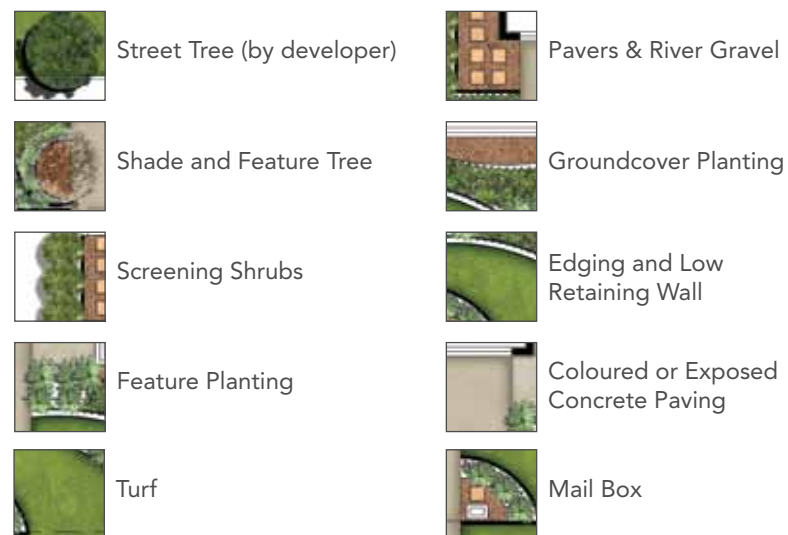 Street Tree (by developer)
Shade and Feature Tree
Screening Shrubs
Feature Planting
Turf
Pavers & River Gravel
Groundcover Planting
Edging and Low
Retaining Wall
Coloured or Exposed
Concrete Paving
Mail Box